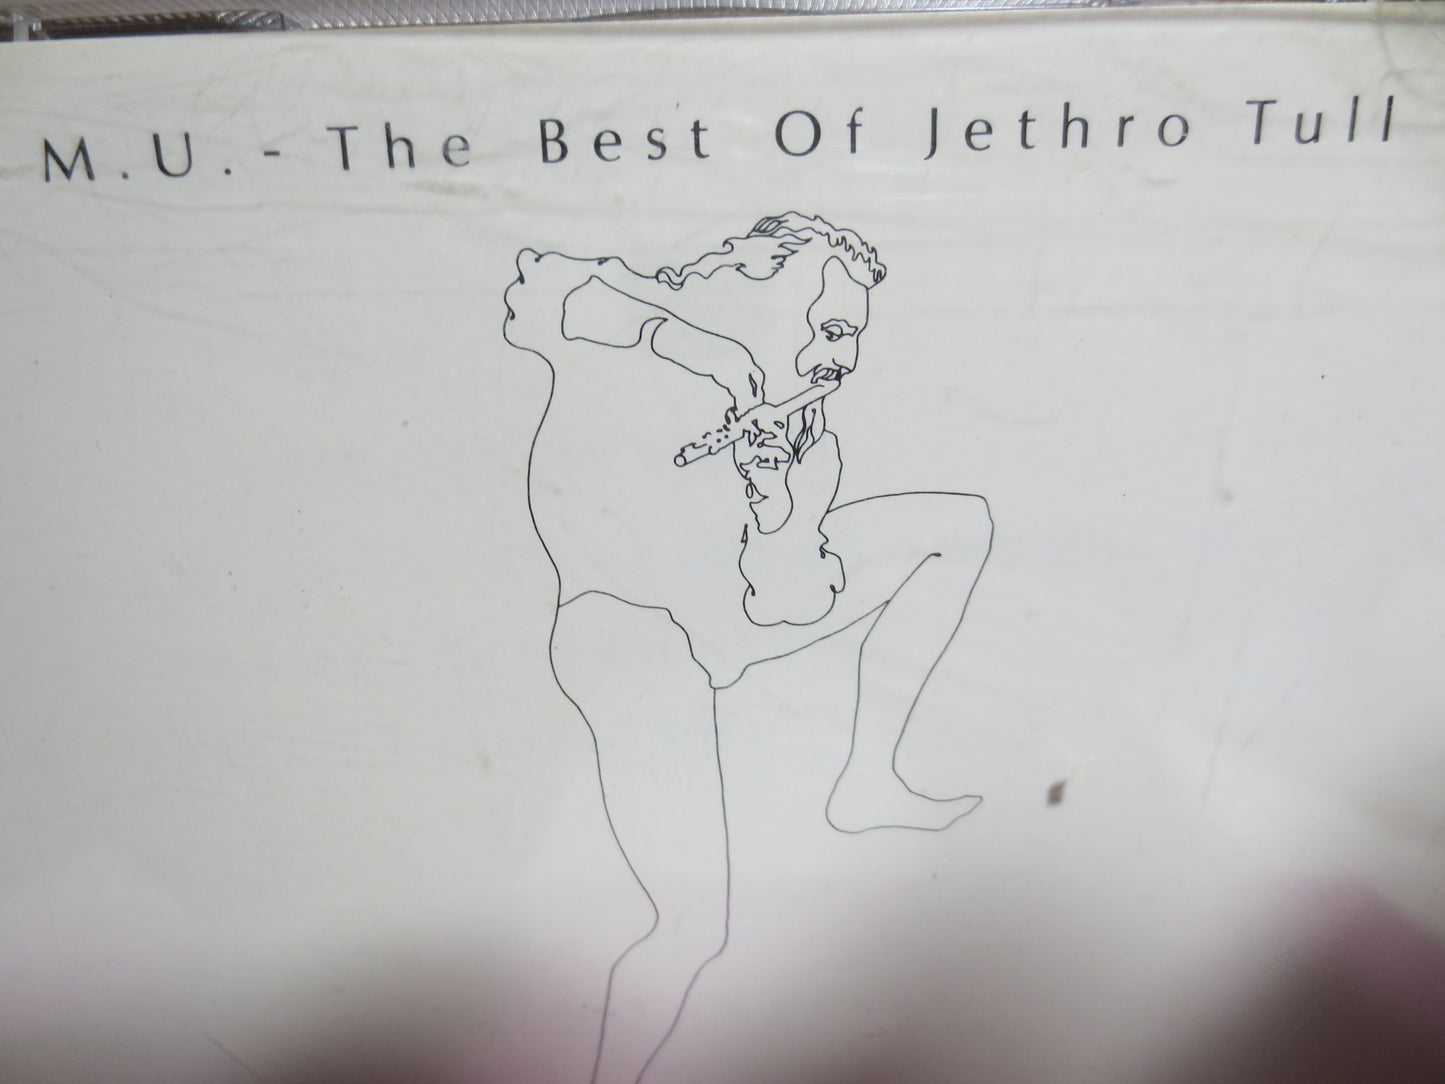 M.U. - The Best Of Jethro Tull